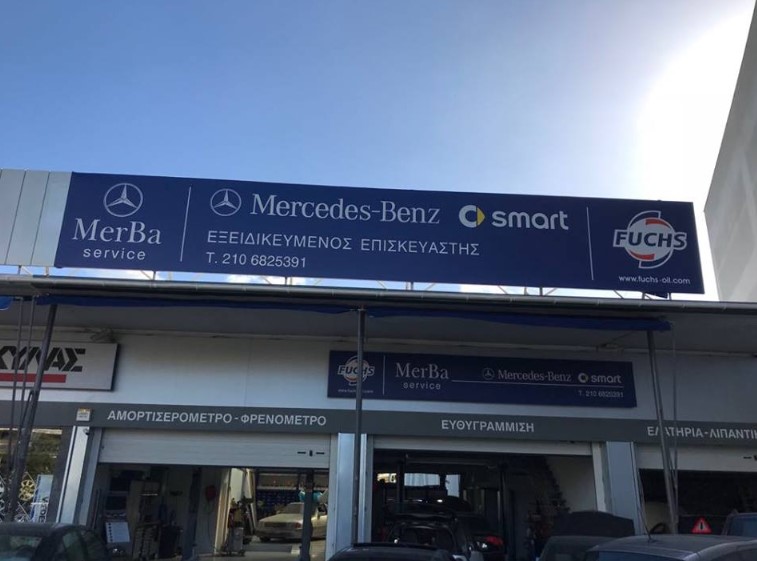 MerBa
service
Mercedes-Benz smart
ΕΞΕΙΔΙΚΕΥΜΕΝΟΣ ΕΠΙΣΚΕΥΑΣΤΗΣ
Τ. 210 6825391
FUCHS
www.fuchs-oil.com
FUCHS
MerBa
service
Mercedes-Benz smart
Τ. 210 6825391
ΑΜΟΡΤΙΣΕΡΟΜΕΤΡΟ-ΦΡΕΝΟΜΕΤΡΟ
ΕΥΘΥΓΡΑΜΜΙΣΗ